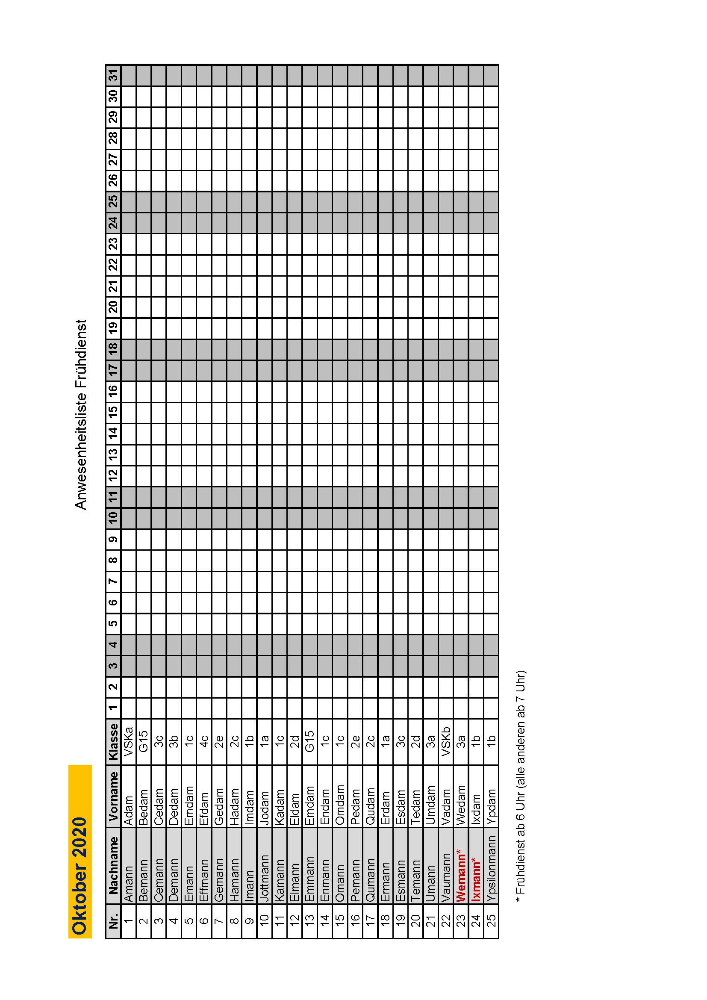 Oktober 2020 Anwesenheitsliste Frühdienst
Nr. Nachname Vorname Klasse 1 2 3 4 5 6 7 8 9 10 11 12 13 14 15 16 17 18 19 20 21 22 23 24 25 26 27 28 29 30 31
1 Amann Adam VSKa
2 Bemann Bedam G15
3 Cemann Cedam 3c
4 Demann Dedam 3b
5 Emann Emdam 1c
6 Effmann Efdam 4c
7 Gemann Gedam 2e
8 Hamann Hadam 2c
9 Imann Imdam 1b
10 Jottmann Jodam 1a
11 Kamann Kadam 1c
12 Elmann Eldam 2d
13 Emmann Emdam G15
14 Enmann Endam 1c
15 Omann Omdam 1c
16 Pemann Pedam 2e
17 Qumann Qudam 2c
18 Ermann Erdam 1a
19 Esmann Esdam 3c
20 Temann Tedam 2d
21 Umann Umdam 3a
22 Vaumann Vadam VSKb
23 Wemann* Wedam 3a
24 Ixmann* Ixdam 1b
25 Ypsilonmann Ypdam 1b
* Frühdienst ab 6 Uhr (alle anderen ab 7 Uhr)